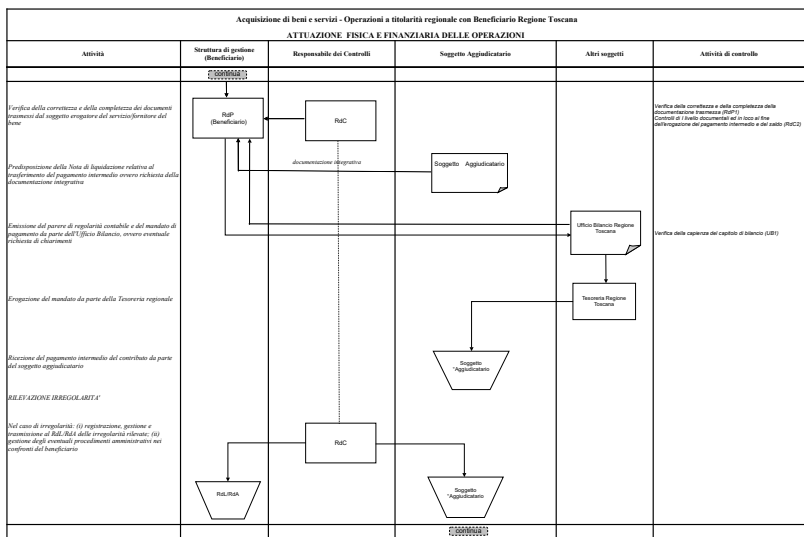 Acquisizione di beni e servizi - Operazioni a titolarità regionale con Beneficiario Regione Toscana
ATTUAZIONE FISICA E FINANZIARIA DELLE OPERAZIONI
Attività
Struttura di gestione
(Beneficiario)
Responsabile dei Controlli
Soggetto Aggiudicatario
Altri soggetti
Attività di controllo
continua
Verifica della correttezza e della completezza dei documenti
trasmessi dal soggetto erogatore del servizio/fornitore del
bene
RdP
(Beneficiario)
RdC
Verifica della correttezza e della completezza della
documentazione trasmessa (RdP1)
Controlli di I livello documentali ed in loco ai fine
dell'erogazione del pagamento intermedio e del saldo (RdC2)
documentazione integrativa
Soggetto Aggiudicatario
Predisposizione della Nota di liquidazione relativa al
trasferimento del pagamento intermedio ovvero richiesta della
documentazione integrativa
Emissione del parere di regolarità contabile e del mandato di
pagamento da parte dell'Ufficio Bilancio, ovvero eventuale
richiesta di chiarimenti
Ufficio Bilancio Regione
Toscana
Verifica della capienza del capitolo di bilancio (UB1)
Erogazione del mandato da parte della Tesoreria regionale
Tesoreria Regione
Toscana
Ricezione del pagamento intermedio del contributo da parte
del soggetto aggiudicatario
Soggetto
"Aggiudicatario
RILEVAZIONE IRREGOLARITA'
Nel caso di irregolarità: (i) registrazione, gestione e
trasmissione al RdL/RdA delle irregolarità rilevate; (ii)
gestione degli eventuali procedimenti amministrativi nei
confronti del beneficiario
RdC
RdL/RdA
Soggetto
"Aggiudicatario
continua